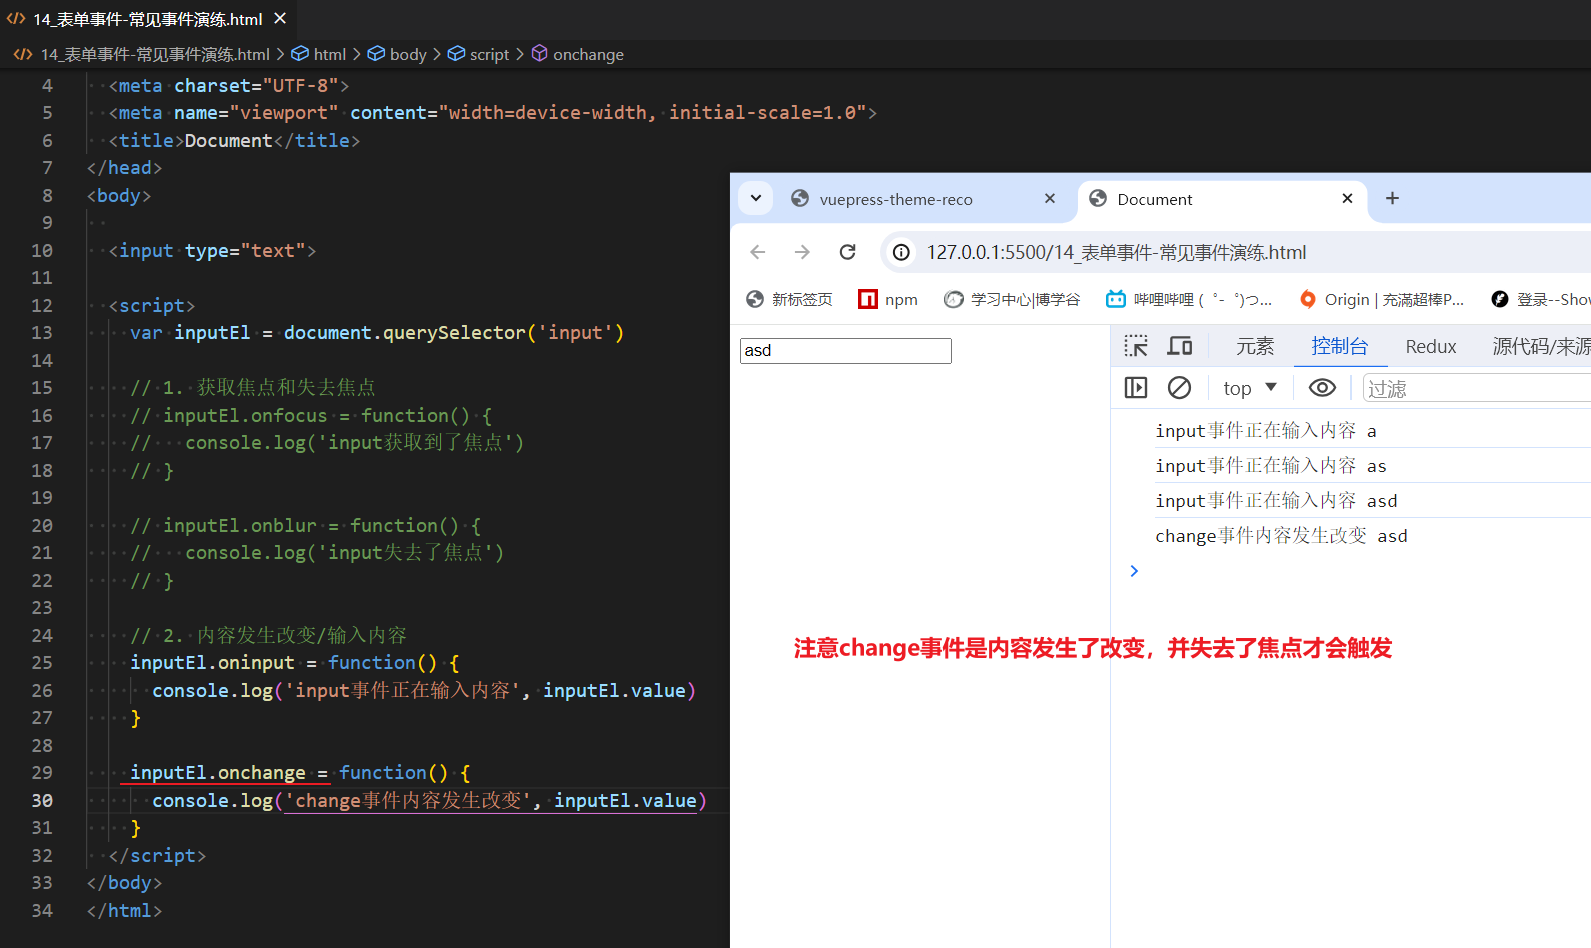 14_表单事件-常见事件演练.html
14_表单事件-常见事件演练.html > html > body > script > onchange
4 <meta charset="UTF-8">
5 <meta name="viewport" content="width=device-width, initial-scale=1.0">
6 <title>Document</title>
7 </head>
8 <body>
9
10 <input type="text">
11
12 <script>
13 var inputEl = document.querySelector('input')
14
15 // 1. 获取焦点和失去焦点
16 // inputEl.onfocus = function() {
17 // console.log('input获取到了焦点')
18 // }
19
20 // inputEl.onblur = function() {
21 // console.log('input失去了焦点')
22 // }
23
24 // 2. 内容发生改变/输入内容
25 inputEl.oninput = function() {
26 console.log('input事件正在输入内容', inputEl.value)
27 }
28
29 inputEl.onchange = function() {
30 console.log('change事件内容发生改变', inputEl.value)
31 }
32 </script>
33 </body>
34 </html>
vuepress-theme-reco
Document
127.0.0.1:5500/14_表单事件-常见事件演练.html
新标签页 npm 学习中心|博学谷 哔哩哔哩 ( ゜- ゜)つ... Origin | 充滿超棒P... 登录--Show
asd
元素 控制台 Redux 源代码/来源
top 过滤
input事件正在输入内容 a
input事件正在输入内容 as
input事件正在输入内容 asd
change事件内容发生改变 asd
注意change事件是内容发生了改变，并失去了焦点才会触发